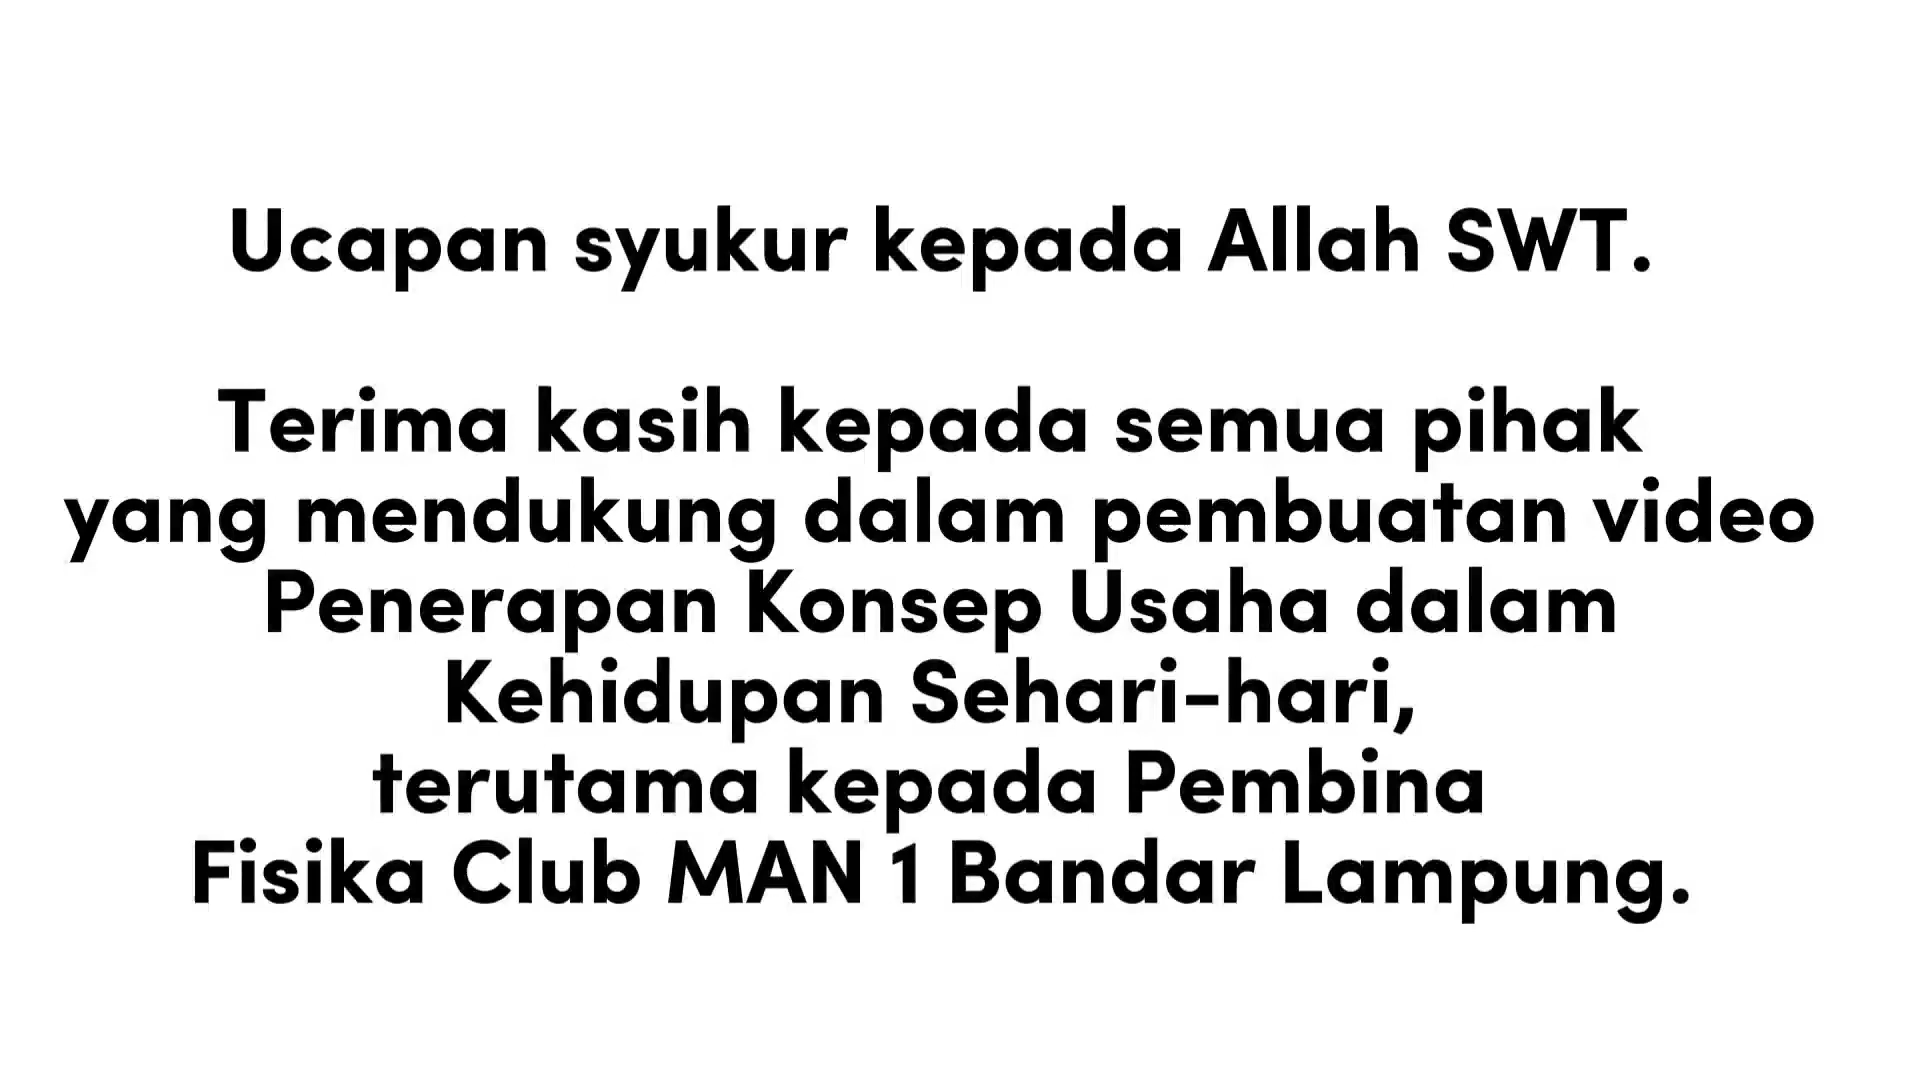 Ucapan syukur kepada Allah SWT.
Terima kasih kepada semua pihak
yang mendukung dalam pembuatan video
Penerapan Konsep Usaha dalam
Kehidupan Sehari-hari,
terutama kepada Pembina
Fisika Club MAN 1 Bandar Lampung.